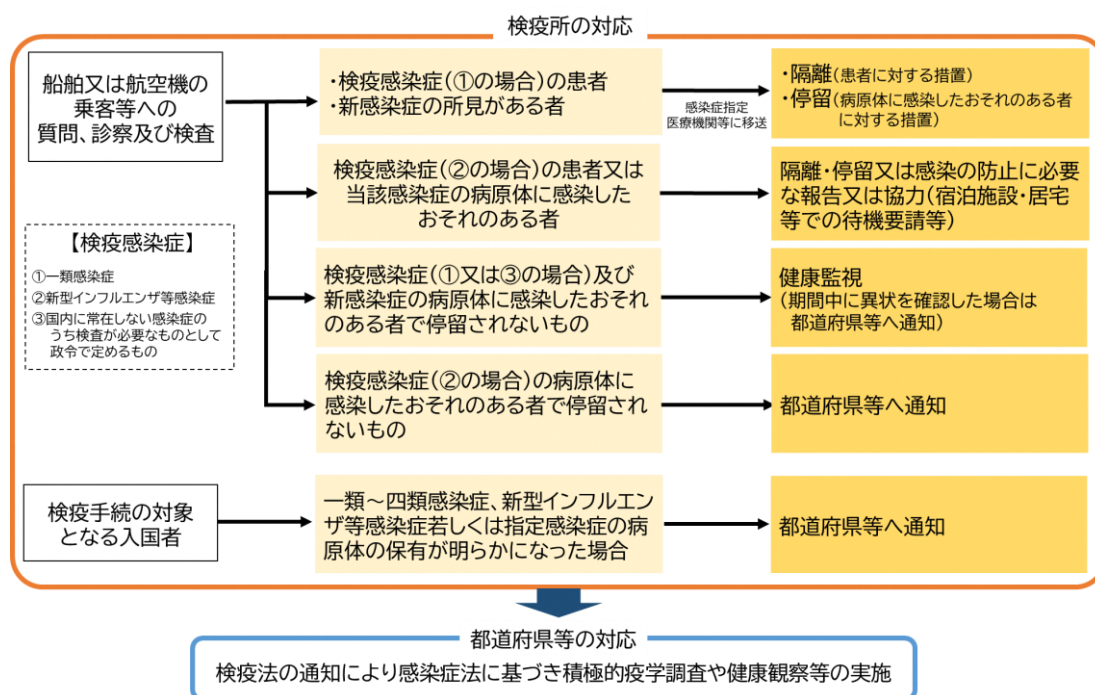 検疫所の対応
船舶又は航空機の
乗客等への
質問、診察及び検査
・検疫感染症(①の場合)の患者
・新感染症の所見がある者
感染症指定
医療機関等に移送
・隔離(患者に対する措置)
・停留(病原体に感染したおそれのある者
に対する措置)
検疫感染症(②の場合)の患者又は
当該感染症の病原体に感染した
おそれのある者
隔離・停留又は感染の防止に必要
な報告又は協力(宿泊施設・居宅
等での待機要請等)
【検疫感染症】
①一類感染症
②新型インフルエンザ等感染症
③国内に常在しない感染症の
うち検査が必要なものとして
政令で定めるもの
検疫感染症(①又は③の場合)及び
新感染症の病原体に感染したおそれ
のある者で停留されないもの
健康監視
(期間中に異状を確認した場合は
都道府県等へ通知)
検疫感染症(②の場合)の病原体に
感染したおそれのある者で停留され
ないもの
都道府県等へ通知
検疫手続の対象
となる入国者
一類~四類感染症、新型インフルエン
ザ等感染症若しくは指定感染症の病
原体の保有が明らかになった場合
都道府県等へ通知
都道府県等の対応
検疫法の通知により感染症法に基づき積極的疫学調査や健康観察等の実施